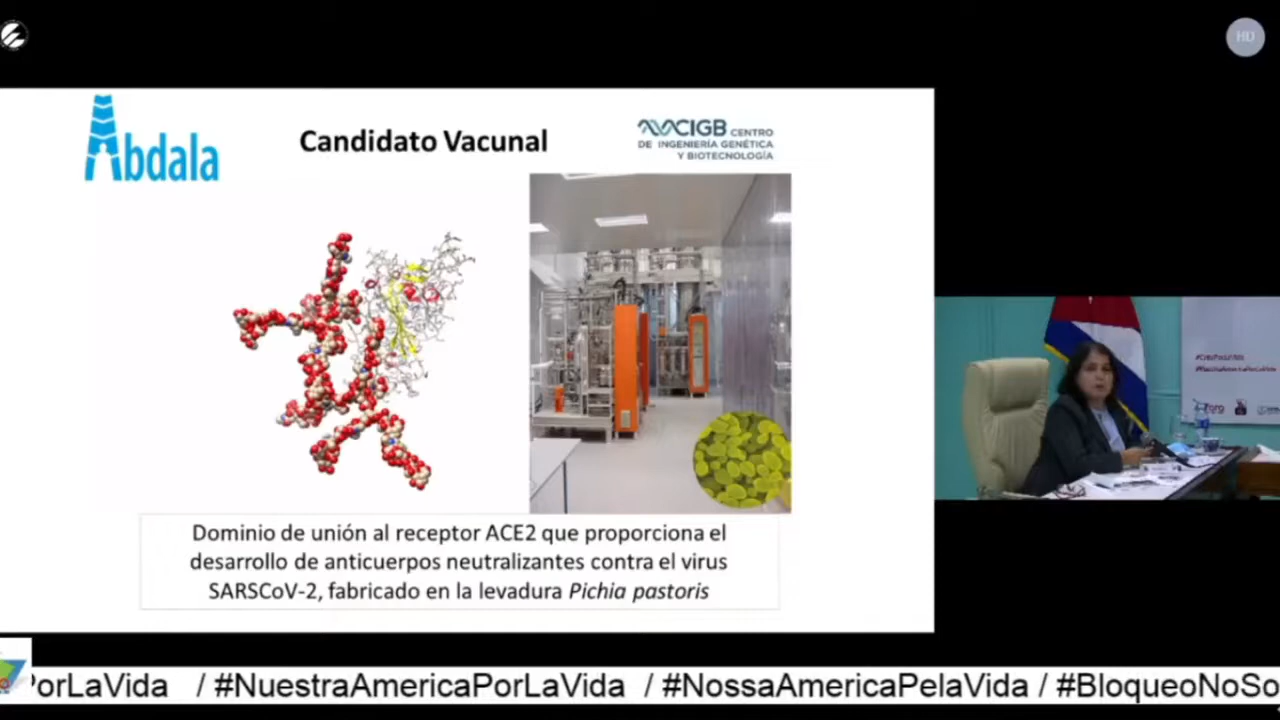 HD
Abdala
Candidato Vacunal
CIGB CENTRO
DE INGENIERÍA GENÉTICA
Y BIOTECNOLOGÍA
Dominio de unión al receptor ACE2 que proporciona el
desarrollo de anticuerpos neutralizantes contra el virus
SARSCoV-2, fabricado en la levadura Pichia pastoris
PorLaVida / #NuestraAmericaPorLaVida / #NossaAmericaPelaVida / #BloqueoNoSo